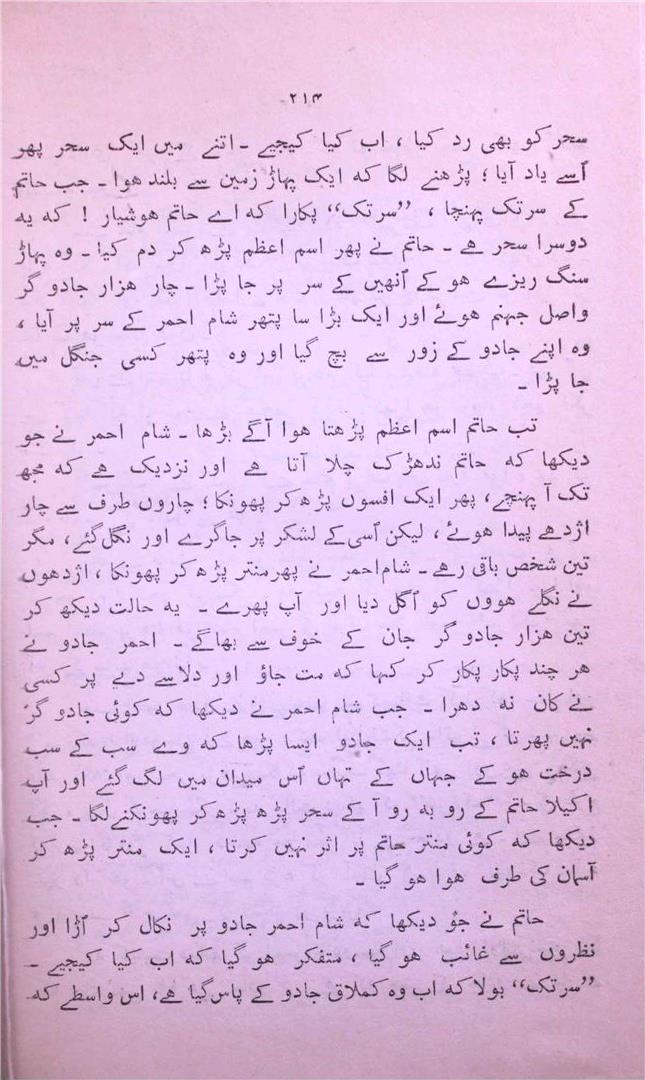 ۲۱۴
سحر کو بھی رد کیا ، اب کیا کیجیے ۔ اتنے میں ایک سحر پھر
اُسے یاد آیا ؛ پڑھنے لگا کہ ایک پہاڑ زمین سے بلند ہوا ۔ جب حاتم
کے سر تک پہنچا ، ”سر تک“ پکارا کہ اے حاتم ہوشیار ! کہ یہ
دوسرا سحر ہے ۔ حاتم نے پھر اسم اعظم پڑھ کر دم کیا ۔ وہ پہاڑ
سنگ ریزے ہو کے اُنھیں کے سر پر جا پڑا ۔ چار ہزار جادو گر
واصل جہنم ہوئے اور ایک بڑا سا پتھر شام احمر کے سر پر آیا ،
وہ اپنے جادو کے زور سے بچ گیا اور وہ پتھر کسی جنگل میں
جا پڑا ۔
تب حاتم اسم اعظم پڑھتا ہوا آگے بڑھا ۔ شام احمر نے جو
دیکھا کہ حاتم ندھڑک چلا آتا ہے اور نزدیک ہے کہ مجھ
تک آ پہنچے ، پھر ایک افسوں پڑھ کر پھونکا ؛ چاروں طرف سے چار
اژدھے پیدا ہوئے ، لیکن اُسی کے لشکر پر جا گرے اور نگل گئے ، مگر
تین شخص باقی رہے ۔ شام احمر نے پھر منتر پڑھ کر پھونکا ، اژدھوں
نے نگلے ہووں کو اُگل دیا اور آپ پھرے ۔ یہ حالت دیکھ کر
تین ہزار جادو گر جان کے خوف سے بھاگے ۔ احمر جادو نے
ہر چند پکار پکار کر کہا کہ مت جاؤ اور دلاسے دیے پر کسی
نے کان نہ دھرا ۔ جب شام احمر نے دیکھا کہ کوئی جادو گر
نہیں پھرتا ، تب ایک جادو ایسا پڑھا کہ وے سب کے سب
درخت ہو کے جہاں کے تہاں اُس میدان میں لگ گئے اور آپ
اکیلا حاتم کے رو بہ رو آ کے سحر پڑھ پڑھ کر پھونکنے لگا ۔ جب
دیکھا کہ کوئی منتر حاتم پر اثر نہیں کرتا ، ایک منتر پڑھ کر
آسمان کی طرف ہوا ہو گیا ۔
حاتم نے جوٗ دیکھا کہ شام احمر جادو پر نکال کر اُڑا اور
نظروں سے غائب ہو گیا ، متفکر ہو گیا کہ اب کیا کیجیے ۔
”سر تک“ بولا کہ اب وہ کملاق جادو کے پاس گیا ہے ، اس واسطے کہ